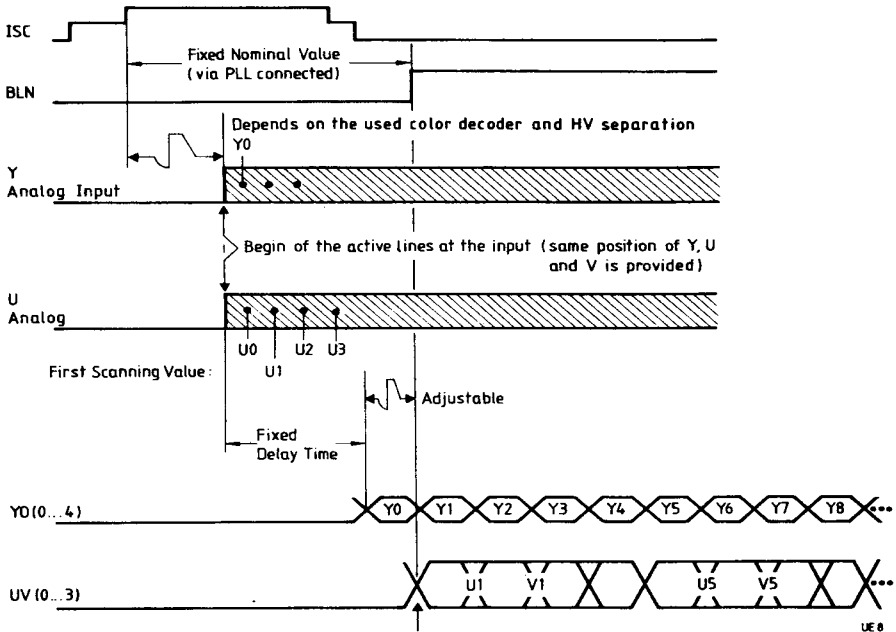 ISC
Fixed Nominal Value
(via PLL connected)
BLN
Depends on the used color decoder and HV separation
Y0
Y
Analog Input
Begin of the active lines at the input (same position of Y, U
and V is provided)
U
Analog
U0
U2
U3
U1
First Scanning Value:
Adjustable
Fixed
Delay Time
YD(0...4)
Y0
Y1
Y2
Y3
Y4
Y5
Y6
Y7
Y8
UV(0...3)
U1
V1
U5
V5
UE8